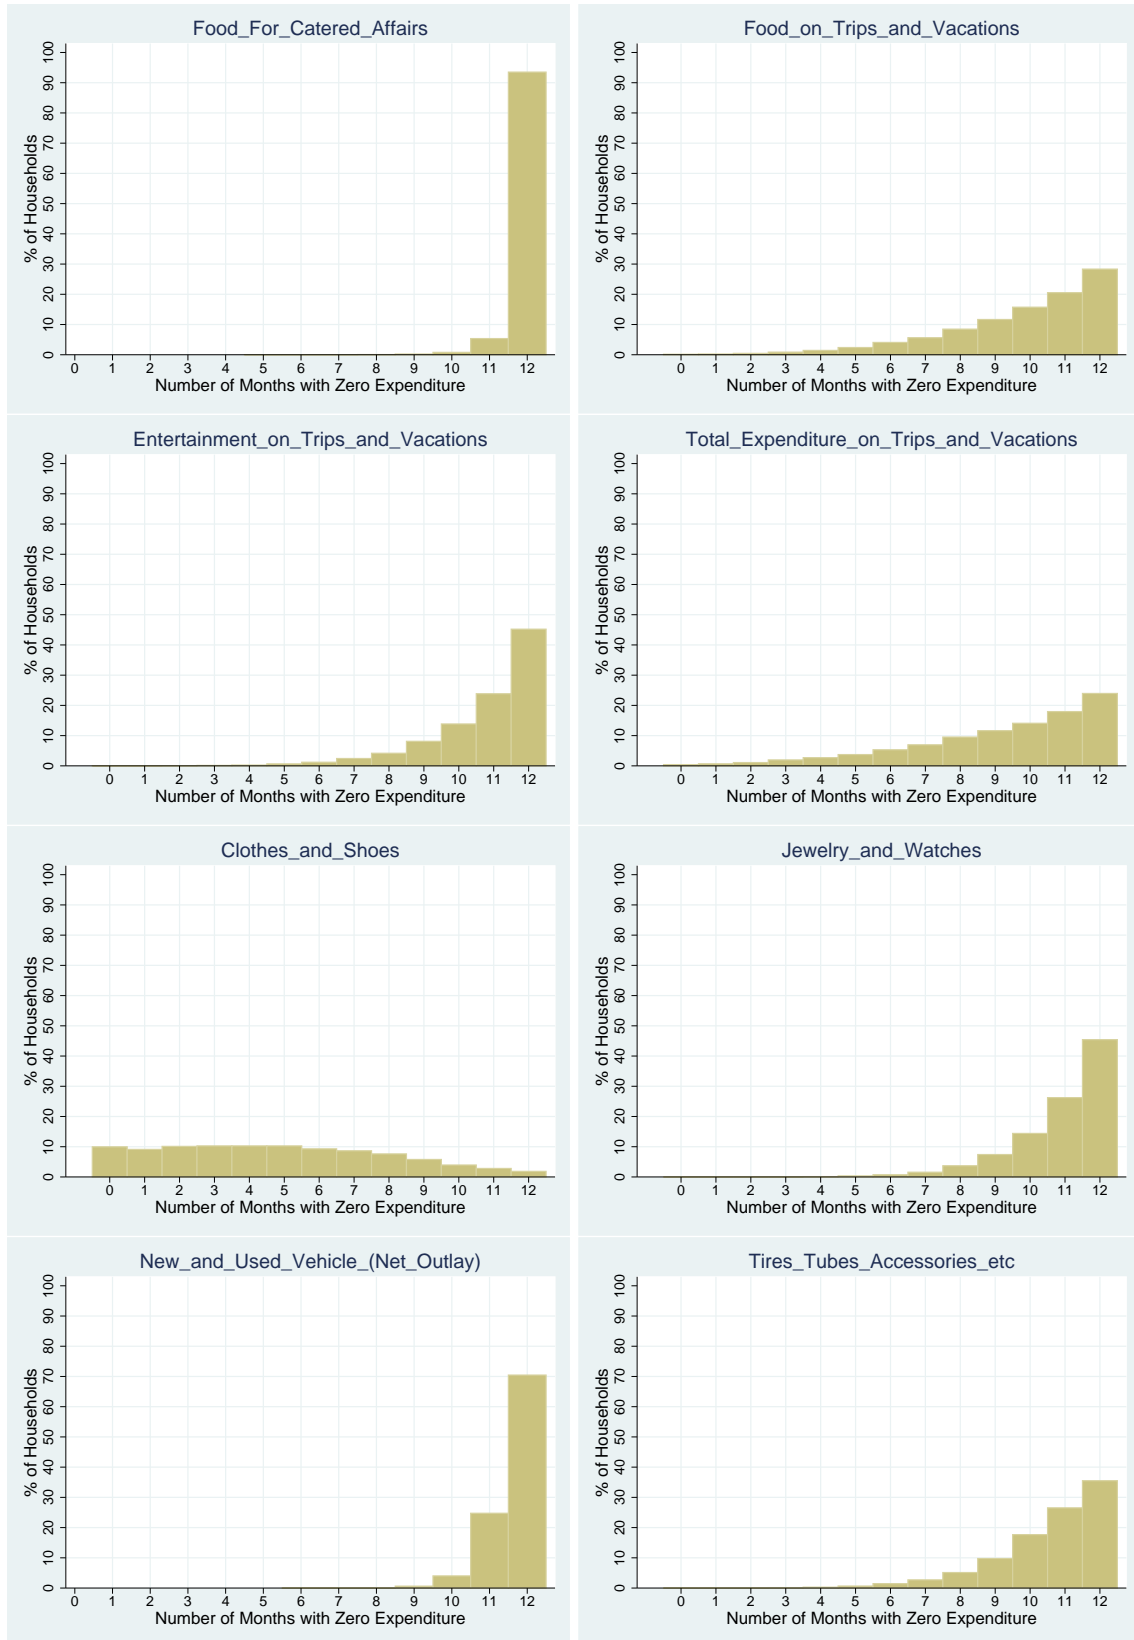 Food_For_Catered_Affairs
% of Households
0 10 20 30 40 50 60 70 80 90 100
0 1 2 3 4 5 6 7 8 9 10 11 12
Number of Months with Zero Expenditure
Food_on_Trips_and_Vacations
% of Households
0 10 20 30 40 50 60 70 80 90 100
0 1 2 3 4 5 6 7 8 9 10 11 12
Number of Months with Zero Expenditure
Entertainment_on_Trips_and_Vacations
% of Households
0 10 20 30 40 50 60 70 80 90 100
0 1 2 3 4 5 6 7 8 9 10 11 12
Number of Months with Zero Expenditure
Total_Expenditure_on_Trips_and_Vacations
% of Households
0 10 20 30 40 50 60 70 80 90 100
0 1 2 3 4 5 6 7 8 9 10 11 12
Number of Months with Zero Expenditure
Clothes_and_Shoes
% of Households
0 10 20 30 40 50 60 70 80 90 100
0 1 2 3 4 5 6 7 8 9 10 11 12
Number of Months with Zero Expenditure
Jewelry_and_Watches
% of Households
0 10 20 30 40 50 60 70 80 90 100
0 1 2 3 4 5 6 7 8 9 10 11 12
Number of Months with Zero Expenditure
New_and_Used_Vehicle_(Net_Outlay)
% of Households
0 10 20 30 40 50 60 70 80 90 100
0 1 2 3 4 5 6 7 8 9 10 11 12
Number of Months with Zero Expenditure
Tires_Tubes_Accessories_etc
% of Households
0 10 20 30 40 50 60 70 80 90 100
0 1 2 3 4 5 6 7 8 9 10 11 12
Number of Months with Zero Expenditure